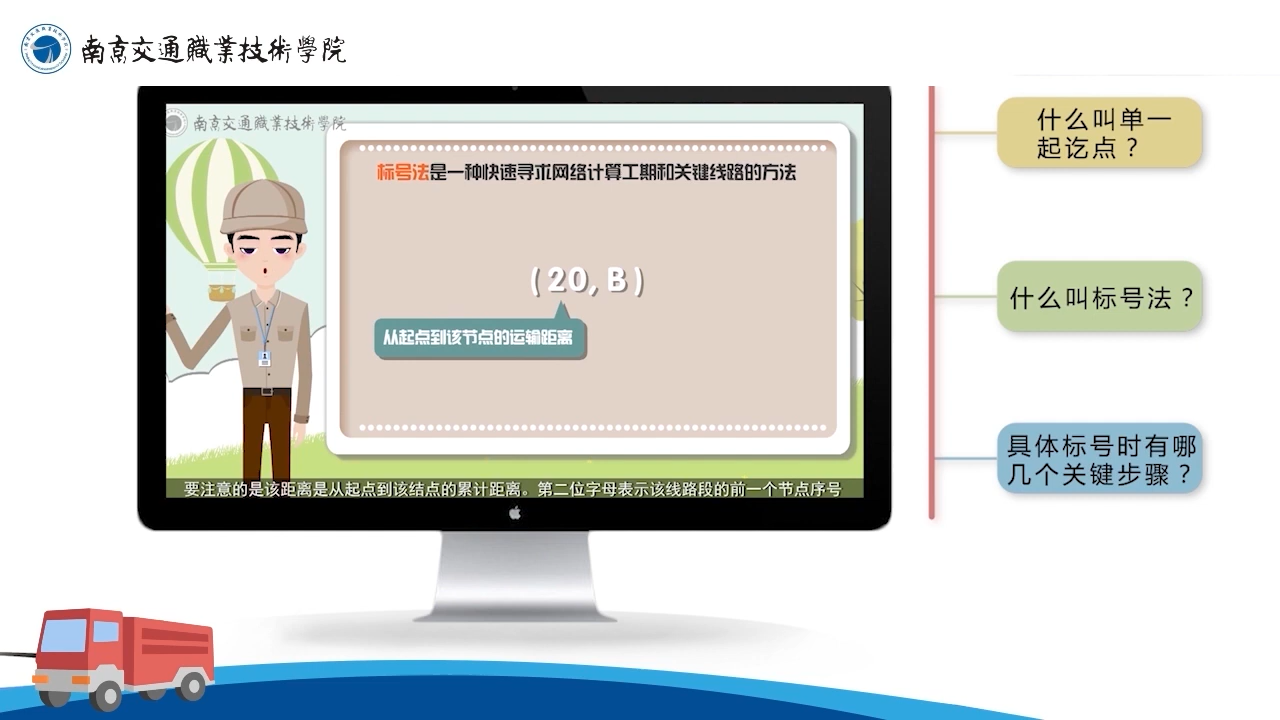 南京交通職業技術學院
南京交通職業技術學院
标号法是一种快速寻求网络计算工期和关键线路的方法
(20, B)
从起点到该节点的运输距离
要注意的是该距离是从起点到该结点的累计距离。第二位字母表示该线路段的前一个节点序号
什么叫单一
起讫点？
什么叫标号法？
具体标号时有哪
几个关键步骤？